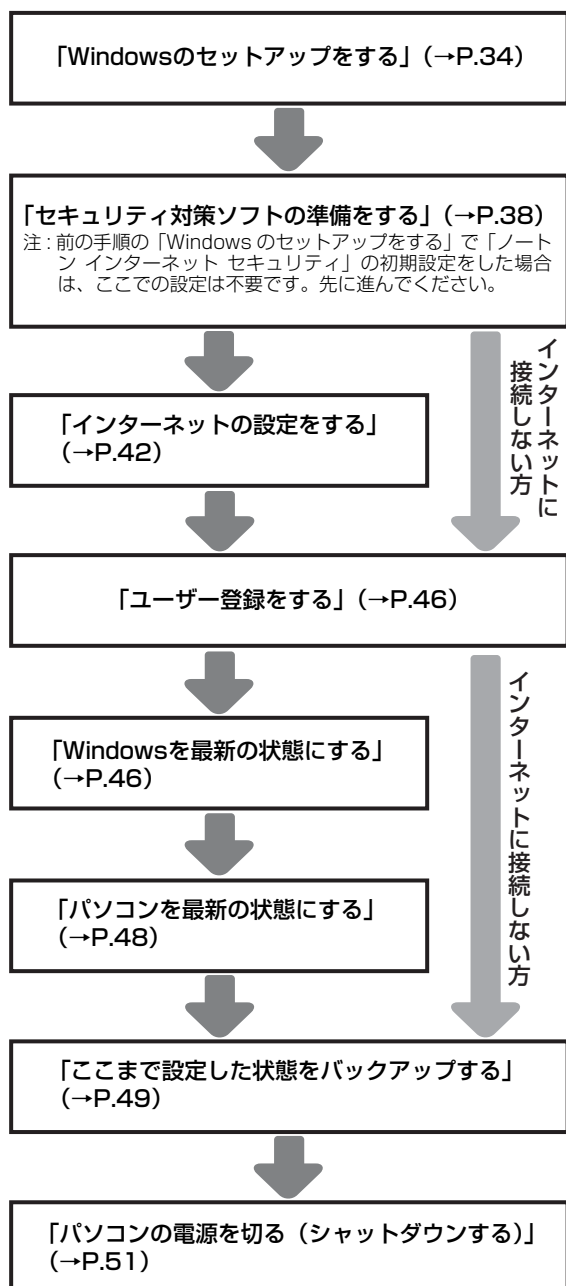 「Windowsのセットアップをする」（→P.34）
「セキュリティ対策ソフトの準備をする」（→P.38）
注：前の手順の「Windows のセットアップをする」で「ノート
ン インターネット セキュリティ」の初期設定をした場合
は、ここでの設定は不要です。先に進んでください。
インターネットに
接続しない方
「インターネットの設定をする」
（→P.42）
「ユーザー登録をする」（→P.46）
インターネットに接続しない方
「Windowsを最新の状態にする」
（→P.46）
「パソコンを最新の状態にする」
（→P.48）
「ここまで設定した状態をバックアップする」
（→P.49）
「パソコンの電源を切る（シャットダウンする）」
（→P.51）